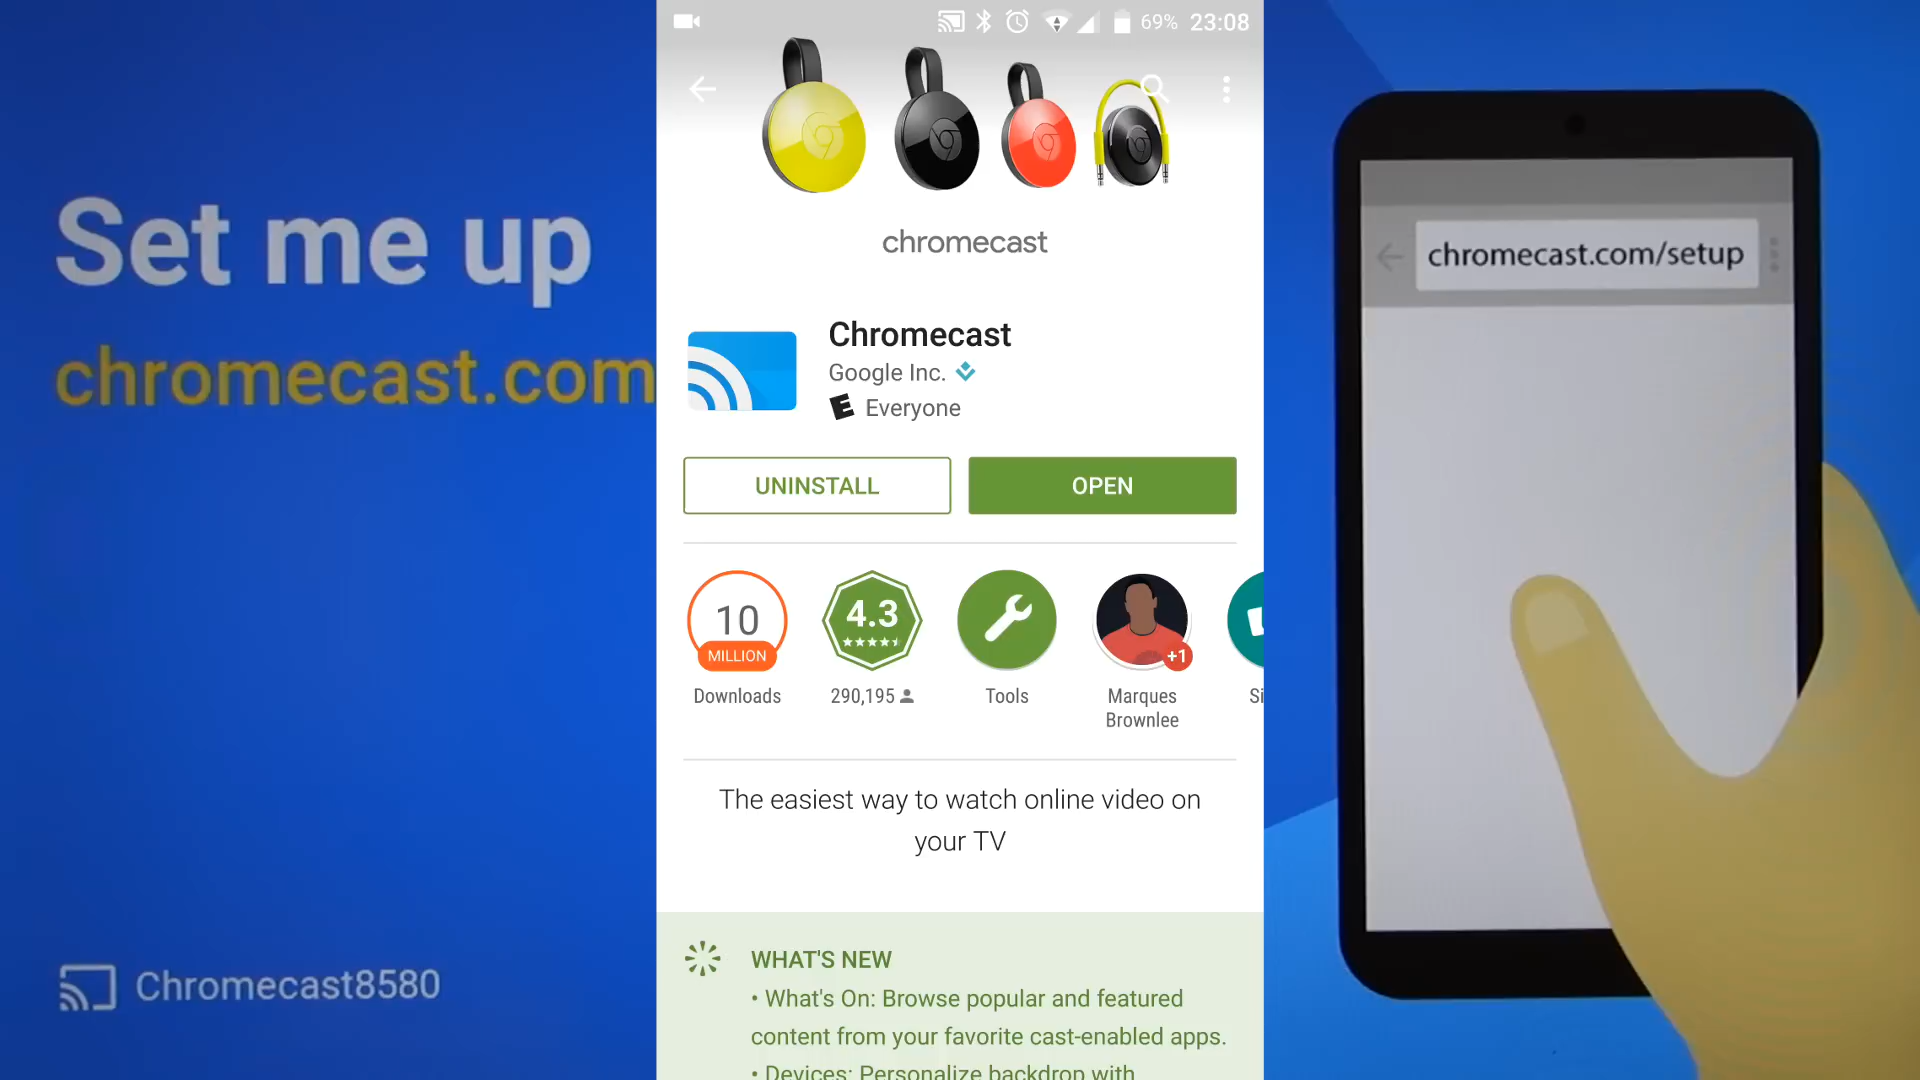 Set me up
chromecast.com
Chromecast8580
69% 23:08
chromecast
Chromecast
Google Inc.
E Everyone
UNINSTALL
OPEN
10
MILLION
Downloads
4.3
290,195
Tools
+1
Marques
Brownlee
Si
The easiest way to watch online video on
your TV
WHAT'S NEW
• What's On: Browse popular and featured
content from your favorite cast-enabled apps.
• Devices: Personalize backdrop with
chromecast.com/setup